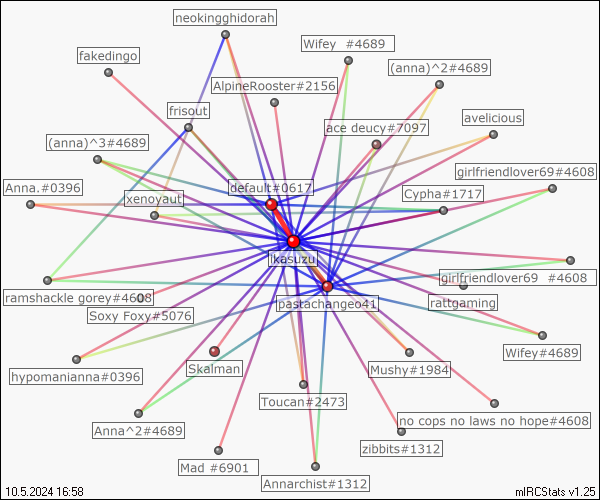 neokingghidorah
Wifey  #4689
fakedingo
(anna)^2#4689
AlpineRooster#2156
frisout
avelicious
ace deucy#7097
(anna)^3#4689
girlfriendlover69#4608
default#0617
Anna.#0396
Cypha#1717
xenoyaut
ikasuzu
girlfriendlover69  #4608
ramshackle gorey#4608
pastachangeo41
rattgaming
Soxy Foxy#5076
Wifey#4689
Skalman
Mushy#1984
hypomanianna#0396
Toucan#2473
no cops no laws no hope#4608
Anna^2#4689
zibbits#1312
Mad  #6901
Annarchist#1312
10.5.2024 16:58
mIRCStats v1.25